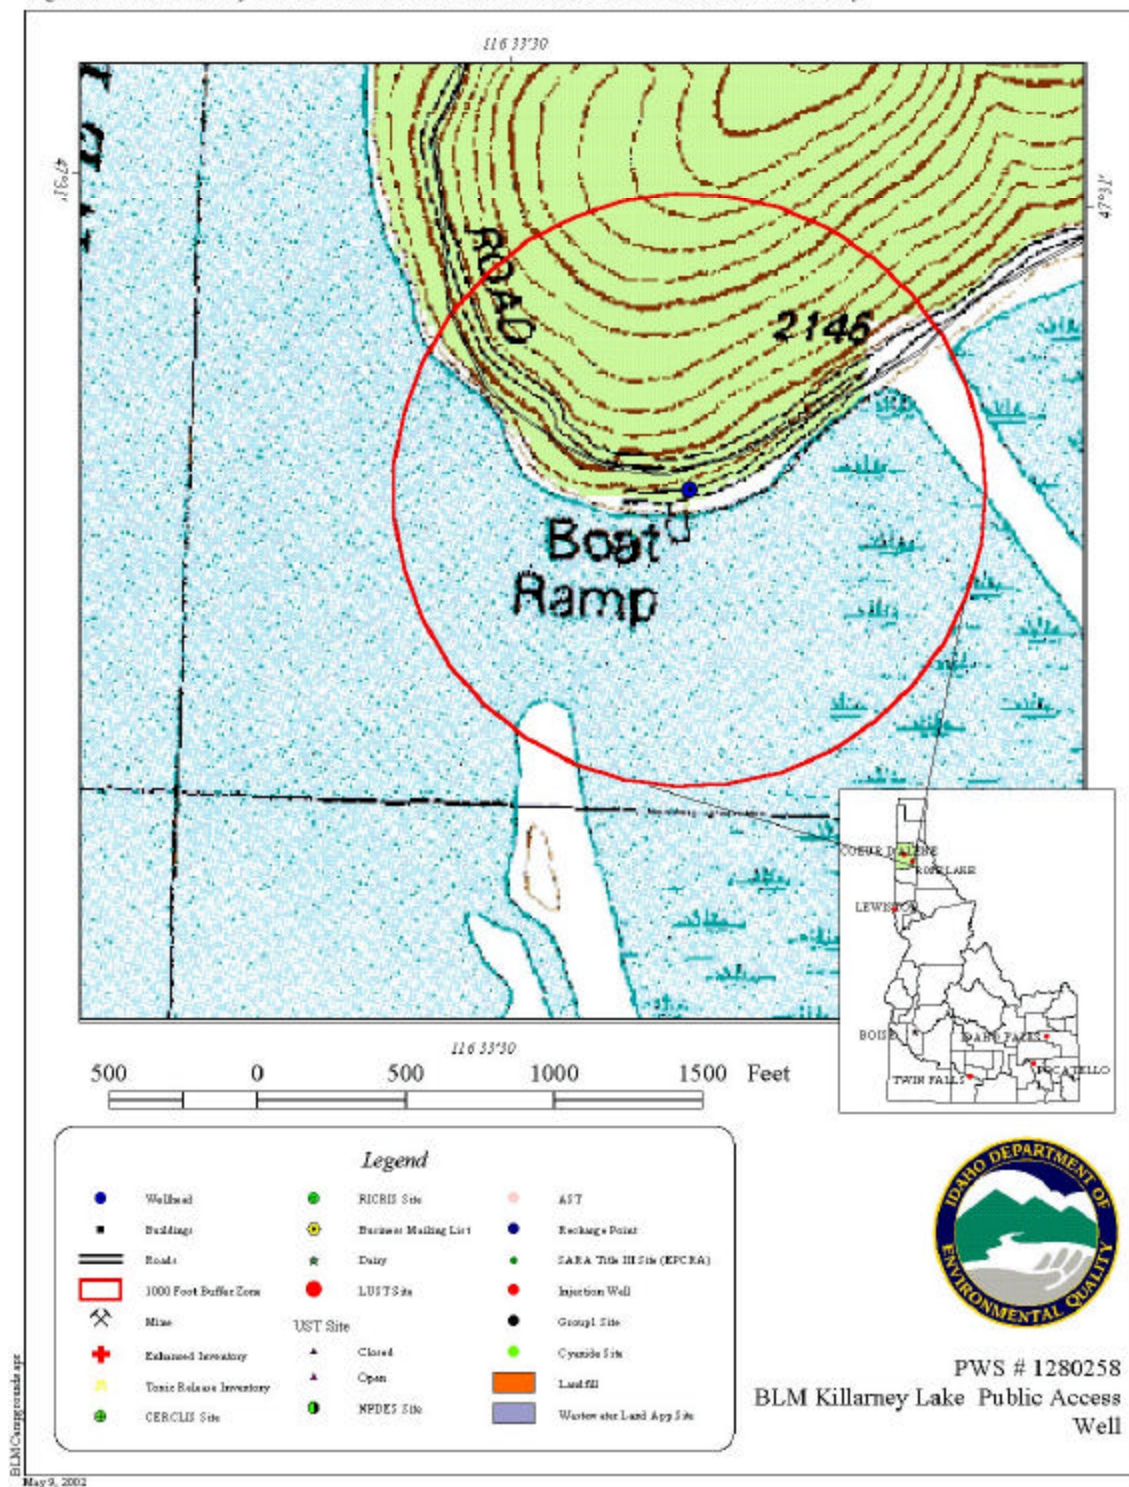 116 33'30
47°31'
47°31'
ROAD
2146
Boat
Ramp
COEUR D'ALENE
ROSE LAKE
LEWISTON
BOISE
IDAHO FALLS
POCATELLO
TWIN FALLS
116 33'30
500 0 500 1000 1500 Feet
Legend
Wellhead
Buildings
Roads
1000 Foot Buffer Zone
Mine
Enhanced Inventory
Toxic Release Inventory
CERCLIS Site
RICRIS Site
Business Mailing List
Dairy
LUST Site
UST Site
Closed
Open
NPDES Site
AST
Recharge Point
SARA Title III Site (EPCRA)
Injection Well
Group1 Site
Cyanide Site
Landfill
Wastewater Land App Site
IDAHO DEPARTMENT OF
ENVIRONMENTAL QUALITY
PWS # 1280258
BLM Killarney Lake Public Access
Well
BLMCampgrounds.apr
May 9, 2002